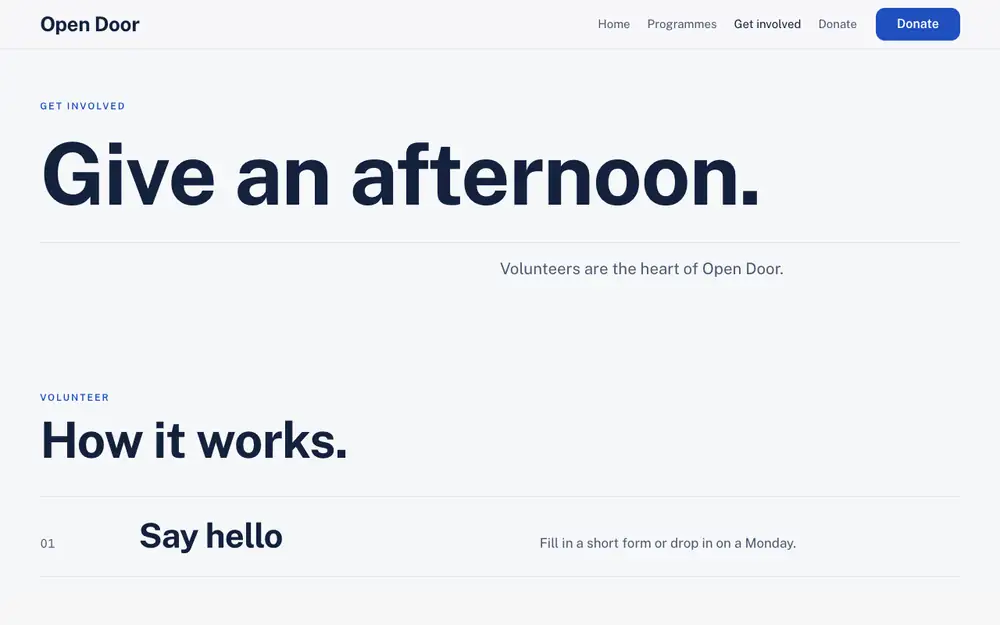 Open Door
Home Programmes Get involved Donate Donate
GET INVOLVED
Give an afternoon.
Volunteers are the heart of Open Door.
VOLUNTEER
How it works.
01 Say hello Fill in a short form or drop in on a Monday.